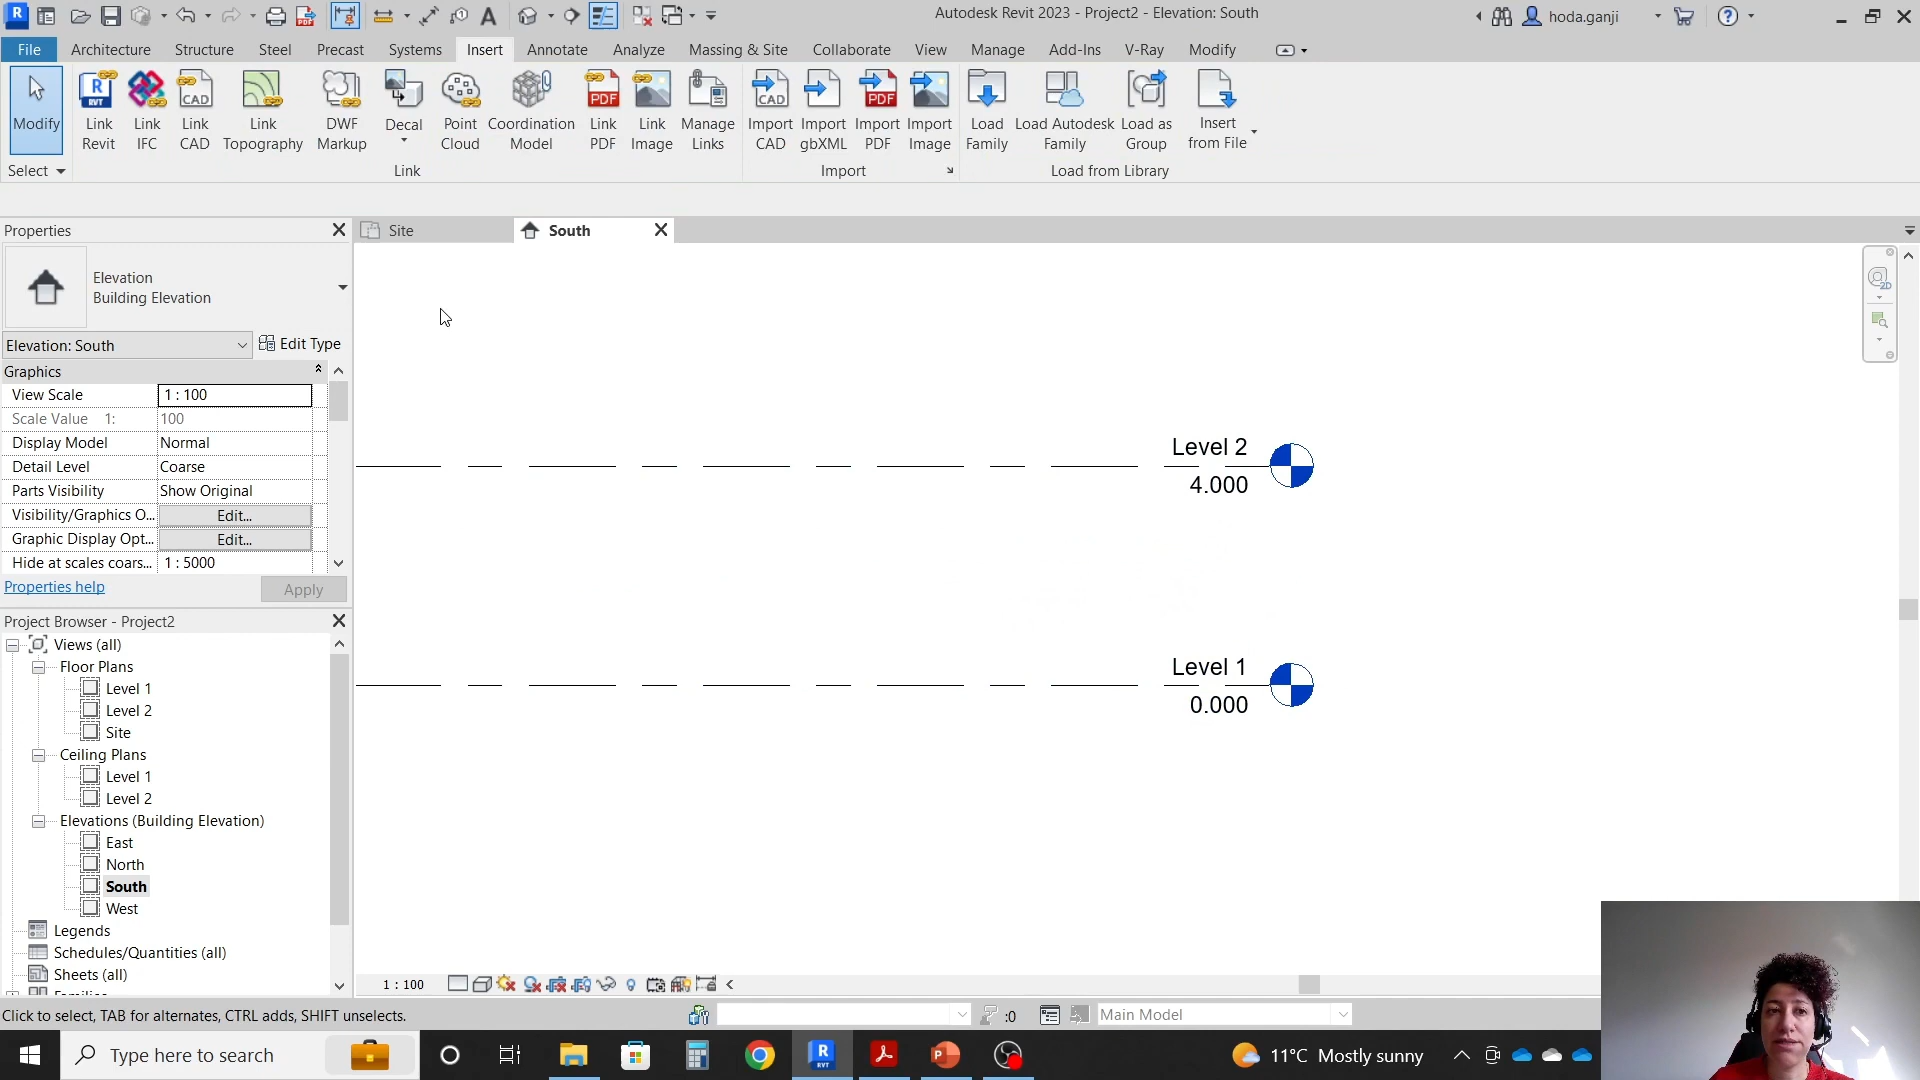 Autodesk Revit 2023 - Project2 - Elevation: South
hoda.ganji
File Architecture Structure Steel Precast Systems Insert Annotate Analyze Massing & Site Collaborate View Manage Add-Ins V-Ray Modify
Modify
Link Revit
Link IFC
Link CAD
Link Topography
DWF Markup
Decal
Point Cloud
Coordination Model
Link PDF
Link Image
Manage Links
Import CAD
Import gbXML
Import PDF
Import Image
Load Family
Load Autodesk Family
Load as Group
Insert from File
Select Link Import Load from Library
Properties
Site
South
Elevation
Building Elevation
Elevation: South
Edit Type
Graphics
View Scale 1 : 100
Scale Value 1: 100
Display Model Normal
Detail Level Coarse
Parts Visibility Show Original
Visibility/Graphics O... Edit...
Graphic Display Opt... Edit...
Hide at scales coars... 1 : 5000
Properties help
Apply
Project Browser - Project2
Views (all)
Floor Plans
Level 1
Level 2
Site
Ceiling Plans
Level 1
Level 2
Elevations (Building Elevation)
East
North
South
West
Legends
Schedules/Quantities (all)
Sheets (all)
Level 2
4.000
Level 1
0.000
1 : 100
Click to select, TAB for alternates, CTRL adds, SHIFT unselects.
:0
Main Model
Type here to search
11°C Mostly sunny